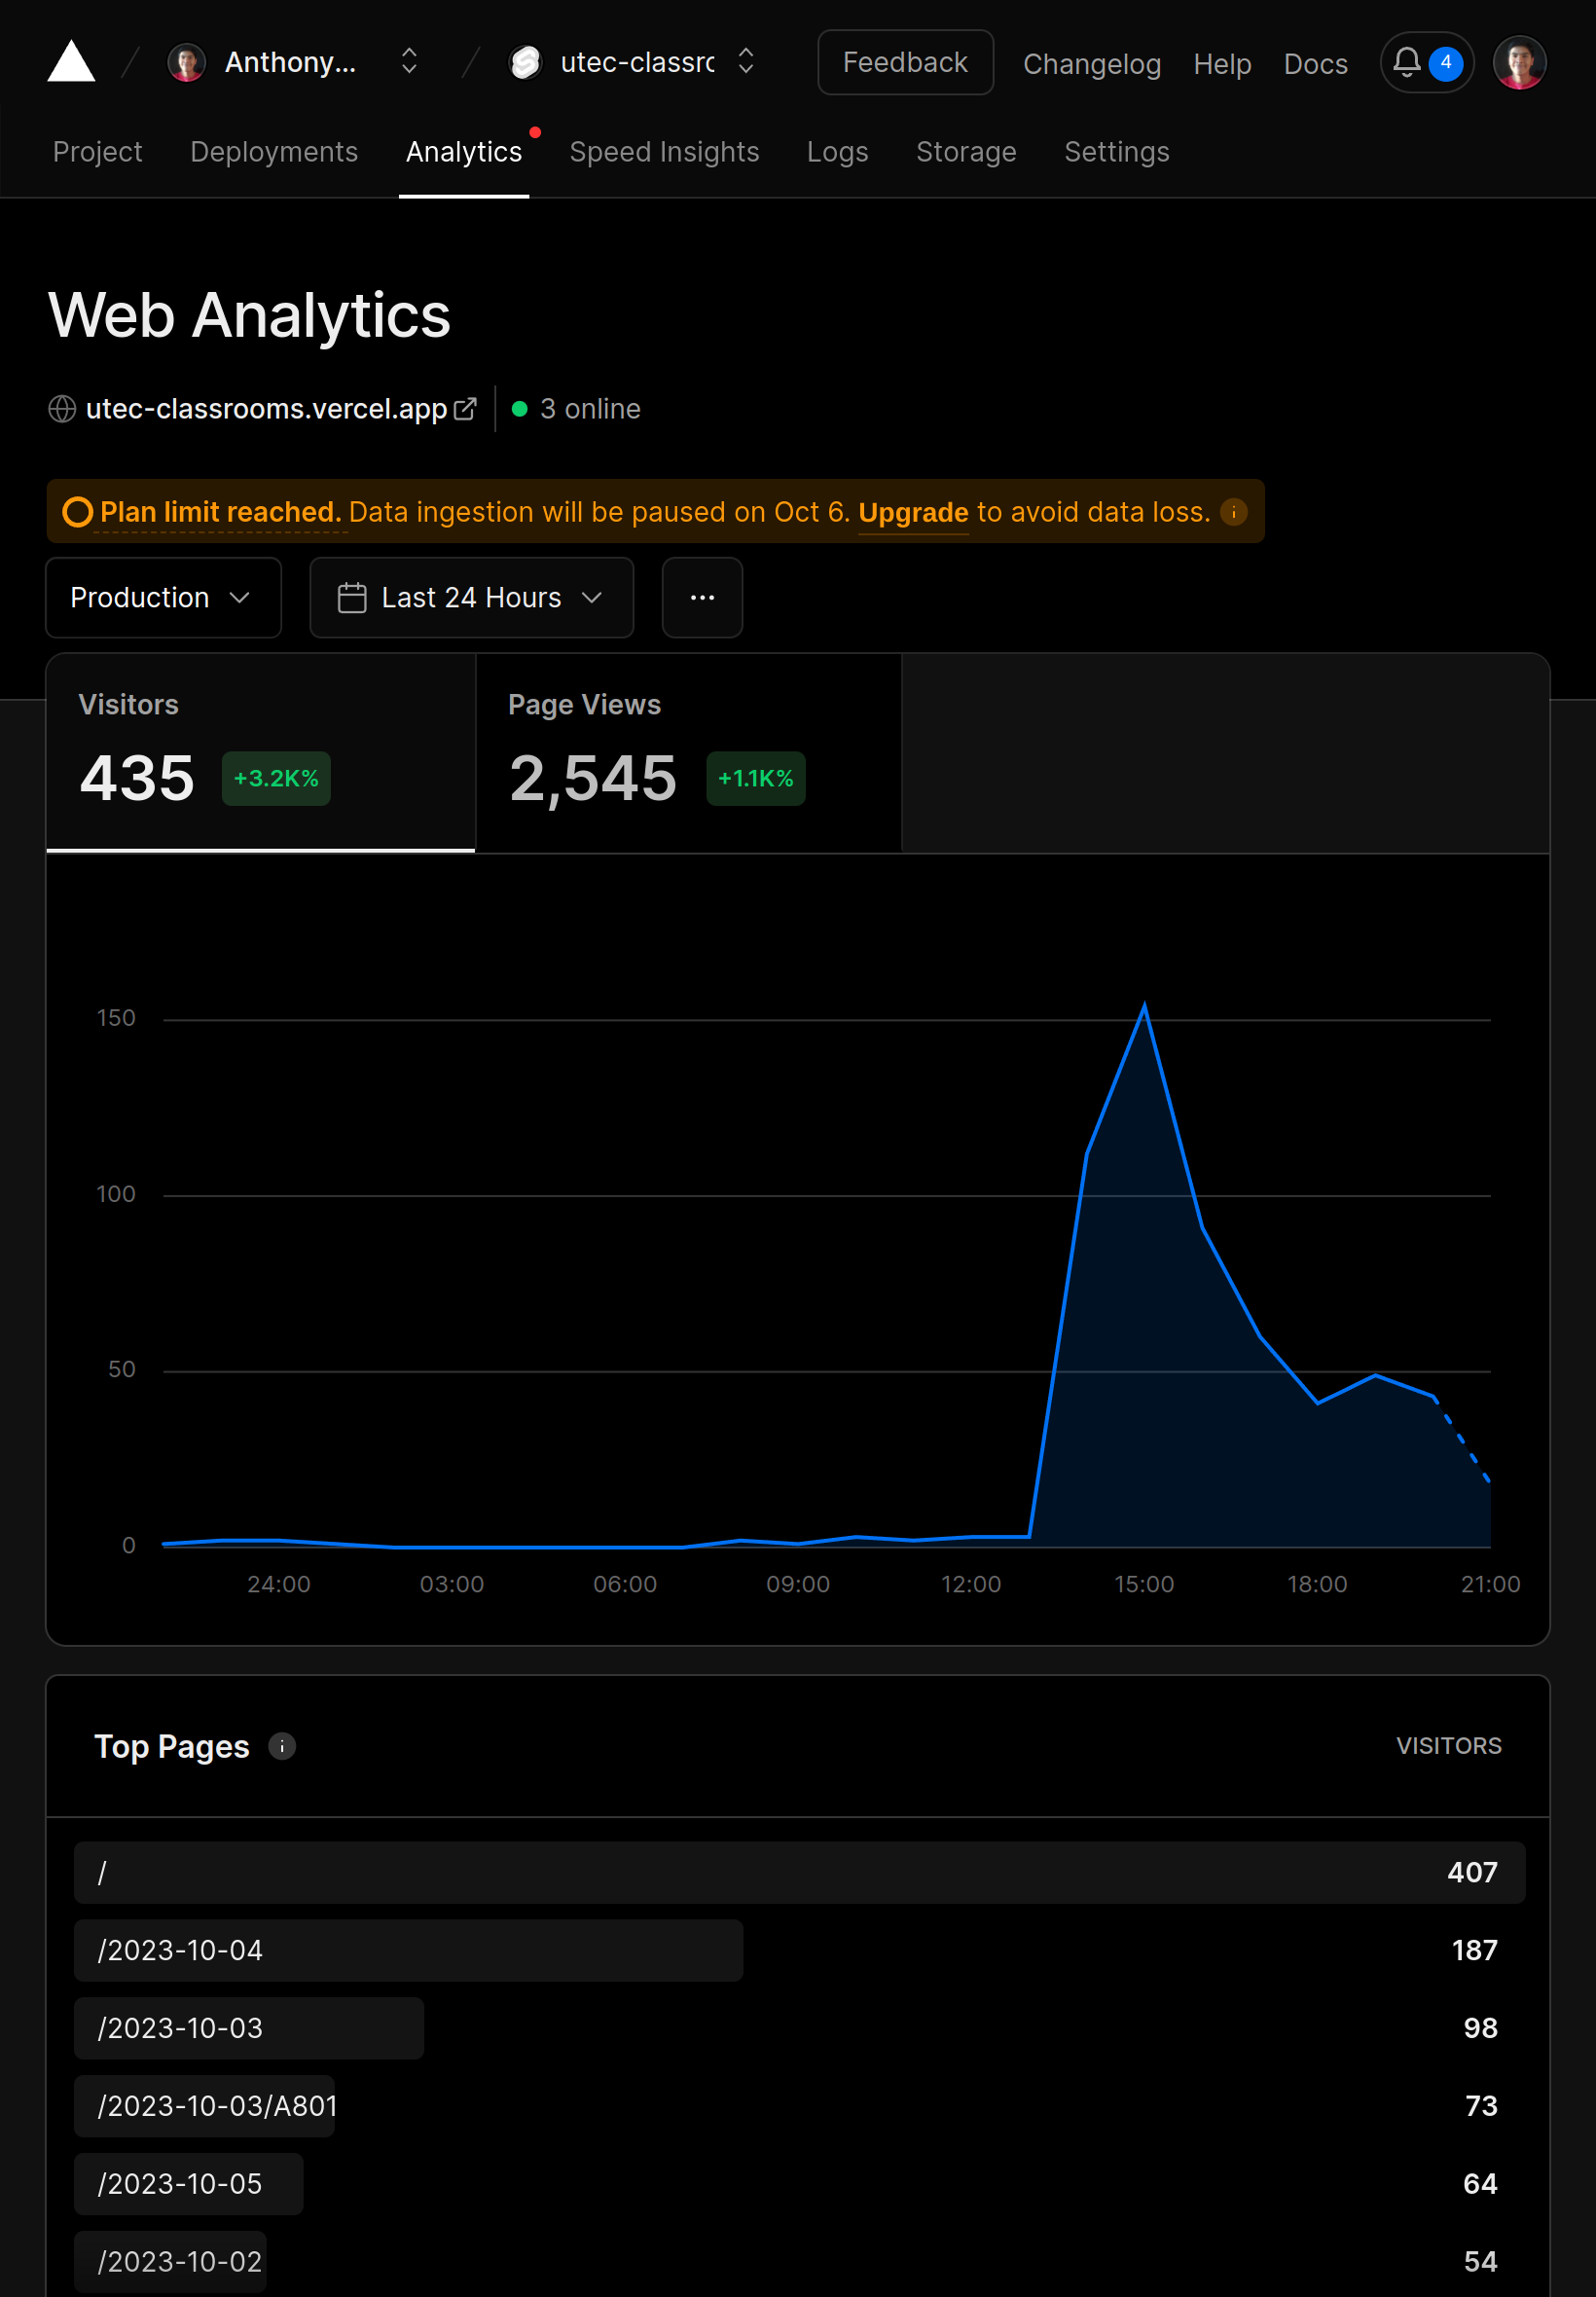 Anthony...
utec-classro
Feedback
Changelog
Help
Docs
4
Project
Deployments
Analytics
Speed Insights
Logs
Storage
Settings
Web Analytics
utec-classrooms.vercel.app
3 online
Plan limit reached. Data ingestion will be paused on Oct 6. Upgrade to avoid data loss.
Production
Last 24 Hours
Visitors
435
+3.2K%
Page Views
2,545
+1.1K%
150
100
50
0
24:00
03:00
06:00
09:00
12:00
15:00
18:00
21:00
Top Pages
VISITORS
/
407
/2023-10-04
187
/2023-10-03
98
/2023-10-03/A801
73
/2023-10-05
64
/2023-10-02
54